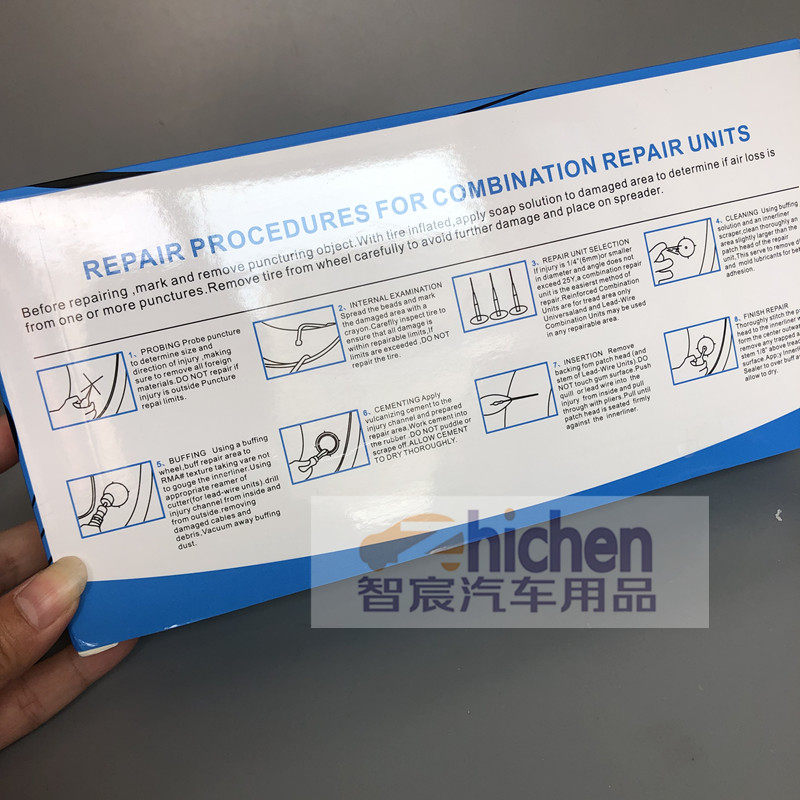 REPAIR PROCEDURES FOR COMBINATION REPAIR UNITS
Before repairing ,mark and remove puncturing object.With tire inflated,apply soap solution to damaged area to determine if air loss is
from one or more punctures.Remove tire from wheel carefully to avoid further damage and place on spreader.
1、PROBING Probe puncture
to determine size and
direction of injury ,making
sure to remove all foreign
materials.DO NOT repair if
injury is outside Puncture
repail limits.
2、INTERNAL EXAMINATION
Spread the beads and mark
the damaged area with a
crayon.Carefily inspect tire to
ensure that all damage is
within repairable limits,If
limits are exceeded ,DO NOT
repair the tire.
3、REPAIR UNIT SELECTION
If injury is 1/4"(6mm)or smaller
in diameter and angle does not
exceed 25Y,a combination repair
unit is the easierst method of
repair.Reinforced Combination
Units are for tread area only
Universaland and Lead-Wire
Combination Units may be used
in any repairable area.
4、CLEANING Using buffing
solution and an innerliner
scraper,clean thoroughly an
area slightly larger than the
patch head of the repair
unit.This serve to remove di
and mold lubricants for bet
adhesion.
5、BUFFING Using a buffing
wheel,buff repair area to
RMA# texture taking vare not
to gouge the innorliner.Using
appropriate reamer of
cutter(for lead-wire units).drill
injury channel from inside and
from outside.removing
damaged cables and
debris.Vacuum away buffing
dust.
6、CEMENTING Apply
vulcanizing cement to the
injury channel and prepared
repair area.Work cement into
the rubber .DO NOT puddle or
scrape off.ALLOW CEMENT
TO DRY THOROUGHLY.
7、INSERTION Remove
backing fom patch head (and
stem of Lead-Wire Units).DO
NOT touch gum surface.Push
quill or lead wire into the
injury from inside and pull
through with pliers.Pull until
patch head is seated firmly
against the innerliner.
8、FINISH REPAIR
Thoroughly stitch the p
head to the innerliner
form the center outwar
remove any trapped a
stem 1/8" above trea
surface.Apply Inner
Sealer to over buff a
allow to dry.
hichen
智宸汽车用品